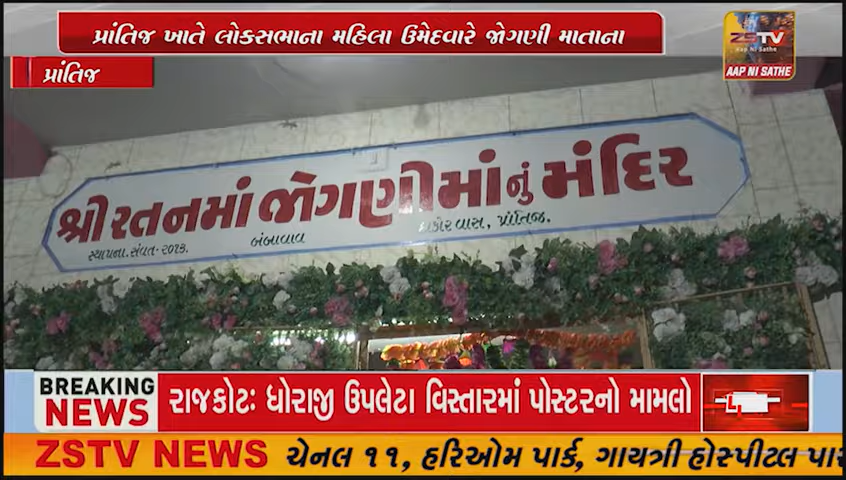 પ્રાંતિજ ખાતે લોકસભાના મહિલા ઉમેદવારે જોગણી માતાના
ZSTV
Aap Ni Sathe
AAP NI SATHE
પ્રાંતિજ
શ્રી રતનમાં જોગણીમાં નું મંદિર
સ્થાપના. સંવત-૨૦૧૩. બંબાવાવ ઠાકોર વાસ, પ્રાંતિજ.
BREAKING NEWS
રાજકોટઃ ધોરાજી ઉપલેટા વિસ્તારમાં પોસ્ટરનો મામલો
ZSTV NEWS ચેનલ ૧૧, હરિઓમ પાર્ક, ગાયત્રી હોસ્પીટલ